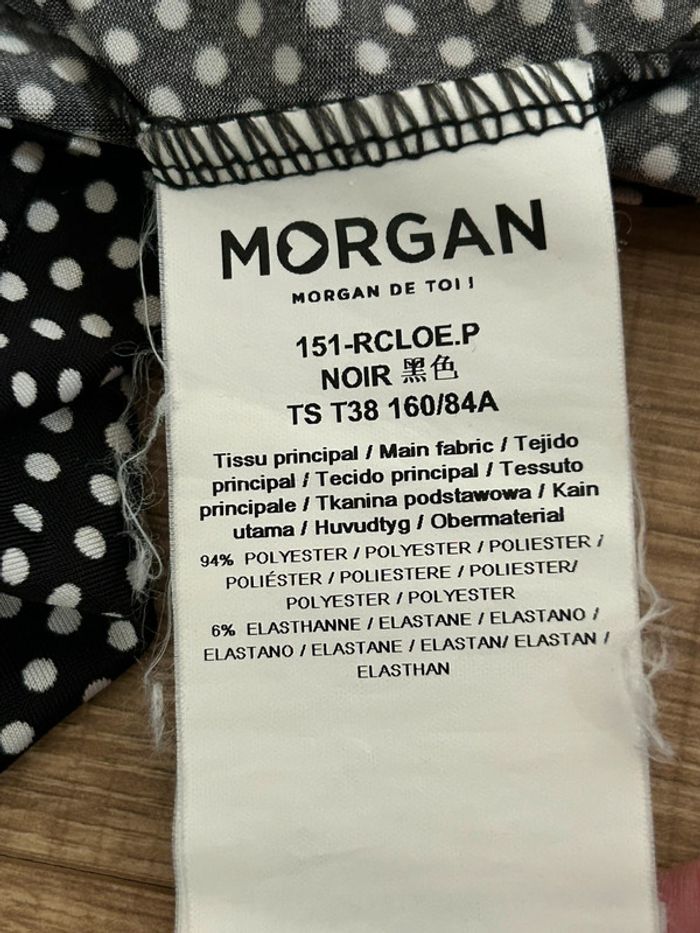 MORGAN
MORGAN DE TOI !
151-RCLOE.P
NOIR 黑色
TS T38 160/84A
Tissu principal / Main fabric / Tejido
principal / Tecido principal / Tessuto
principale / Tkanina podstawowa / Kain
utama / Huvudtyg / Obermaterial
94% POLYESTER / POLYESTER / POLIESTER /
POLIÉSTER / POLIESTERE / POLIESTER/
POLYESTER / POLYESTER
6% ELASTHANNE / ELASTANE / ELASTANO /
ELASTANO / ELASTANE / ELASTAN/ ELASTAN /
ELASTHAN